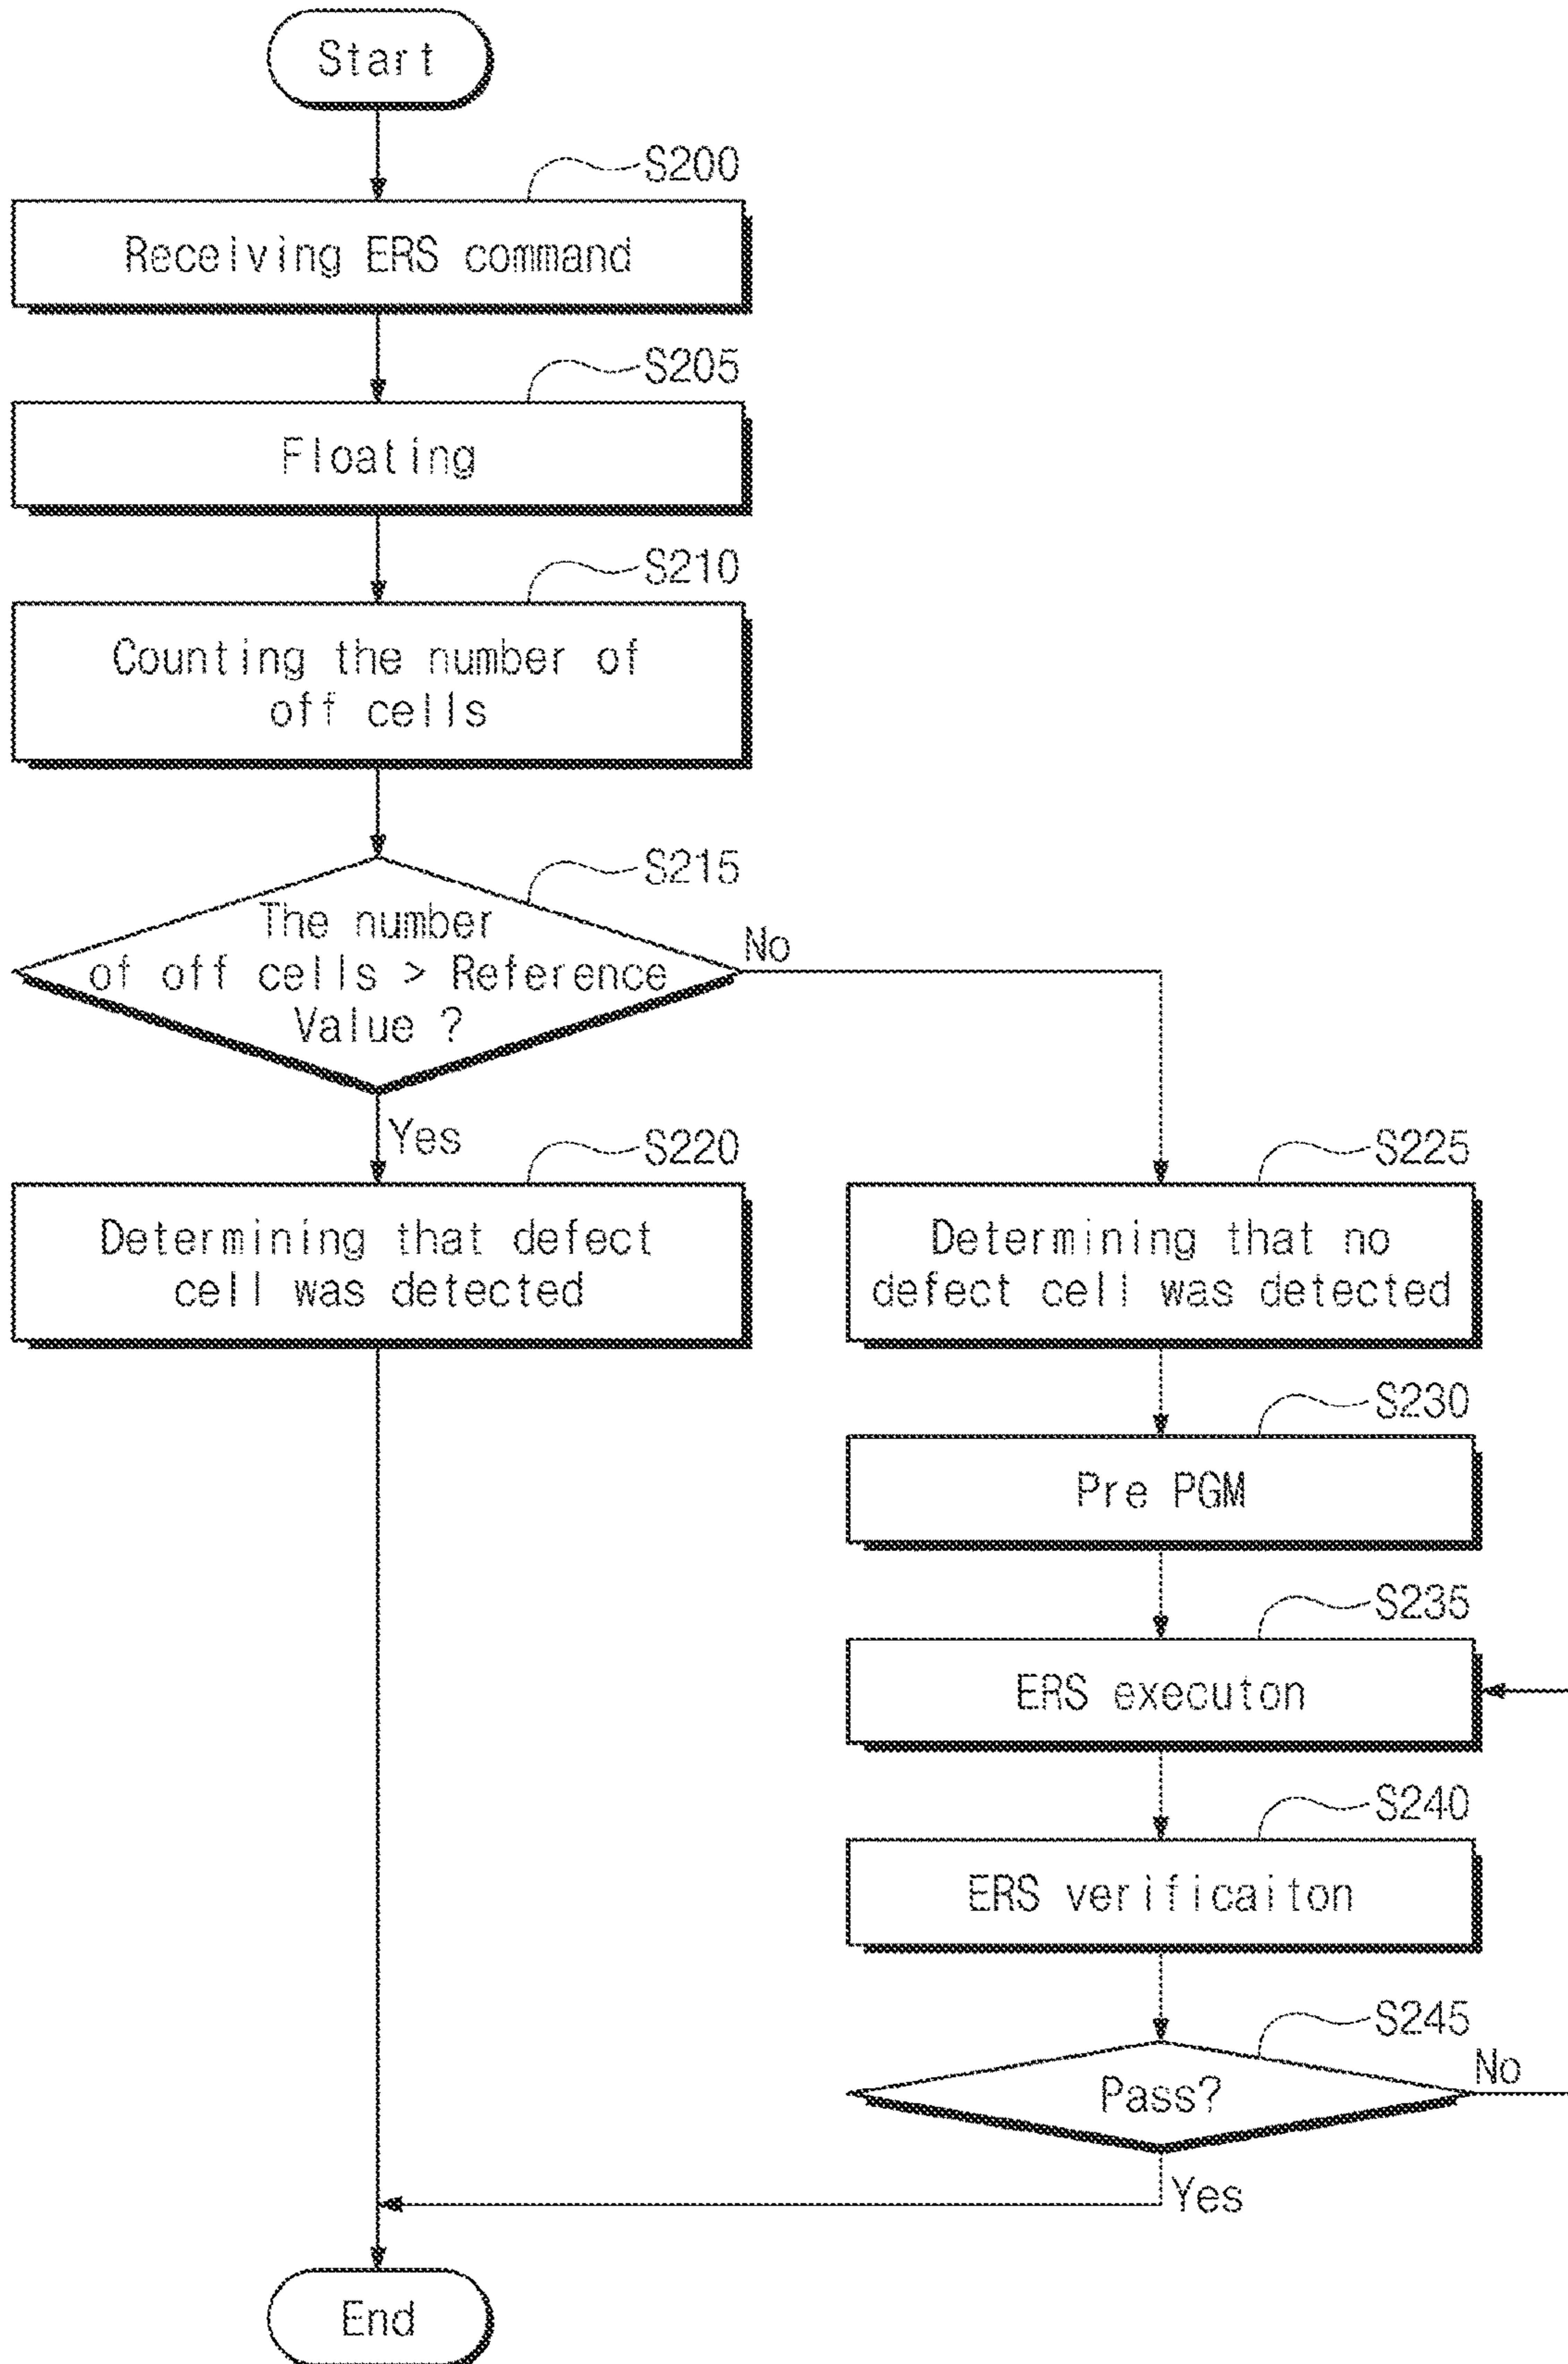 Start
S200
Receiving ERS command
S205
Floating
S210
Counting the number of
off cells
S215
The number
of off cells > Reference
Value ?
No
Yes
S220
Determining that defect
cell was detected
S225
Determining that no
defect cell was detected
S230
Pre PGM
S235
ERS executon
S240
ERS verificaiton
S245
Pass?
No
Yes
End